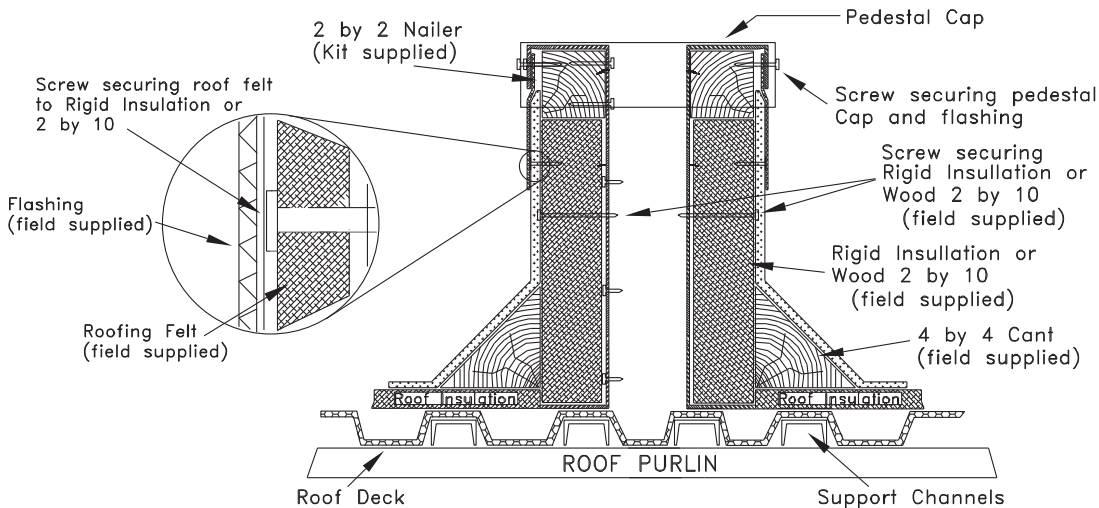 Pedestal Cap
2 by 2 Nailer
(Kit supplied)
Screw securing roof felt
to Rigid Insulation or
2 by 10
Screw securing pedestal
Cap and flashing
Screw securing
Rigid Insullation or
Wood 2 by 10
(field supplied)
Flashing
(field supplied)
Rigid Insullation or
Wood 2 by 10
(field supplied)
Roofing Felt
(field supplied)
4 by 4 Cant
(field supplied)
Roof Insulation
Roof Insulation
ROOF PURLIN
Roof Deck
Support Channels